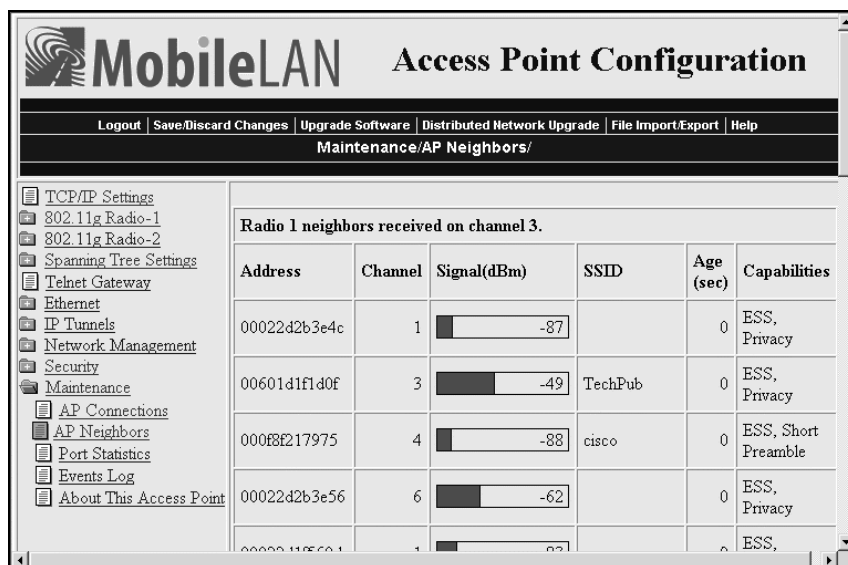 MobileLAN
Access Point Configuration
Logout | Save/Discard Changes | Upgrade Software | Distributed Network Upgrade | File Import/Export | Help
Maintenance/AP Neighbors/
TCP/IP Settings
802.11g Radio-1
802.11g Radio-2
Spanning Tree Settings
Telnet Gateway
Ethernet
IP Tunnels
Network Management
Security
Maintenance
AP Connections
AP Neighbors
Port Statistics
Events Log
About This Access Point
Radio 1 neighbors received on channel 3.
Address Channel Signal(dBm) SSID Age (sec) Capabilities
00022d2b3e4c 1 -87 0 ESS, Privacy
00601d1f1d0f 3 -49 TechPub 0 ESS, Privacy
000f8f217975 4 -88 cisco 0 ESS, Short Preamble
00022d2b3e56 6 -62 0 ESS, Privacy
ESS,